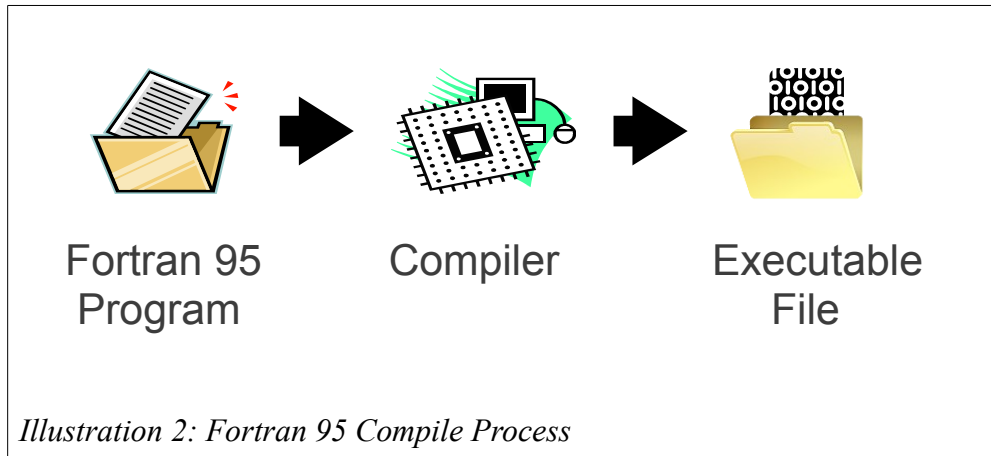 Fortran 95
Program
Compiler
Executable
File
Illustration 2: Fortran 95 Compile Process